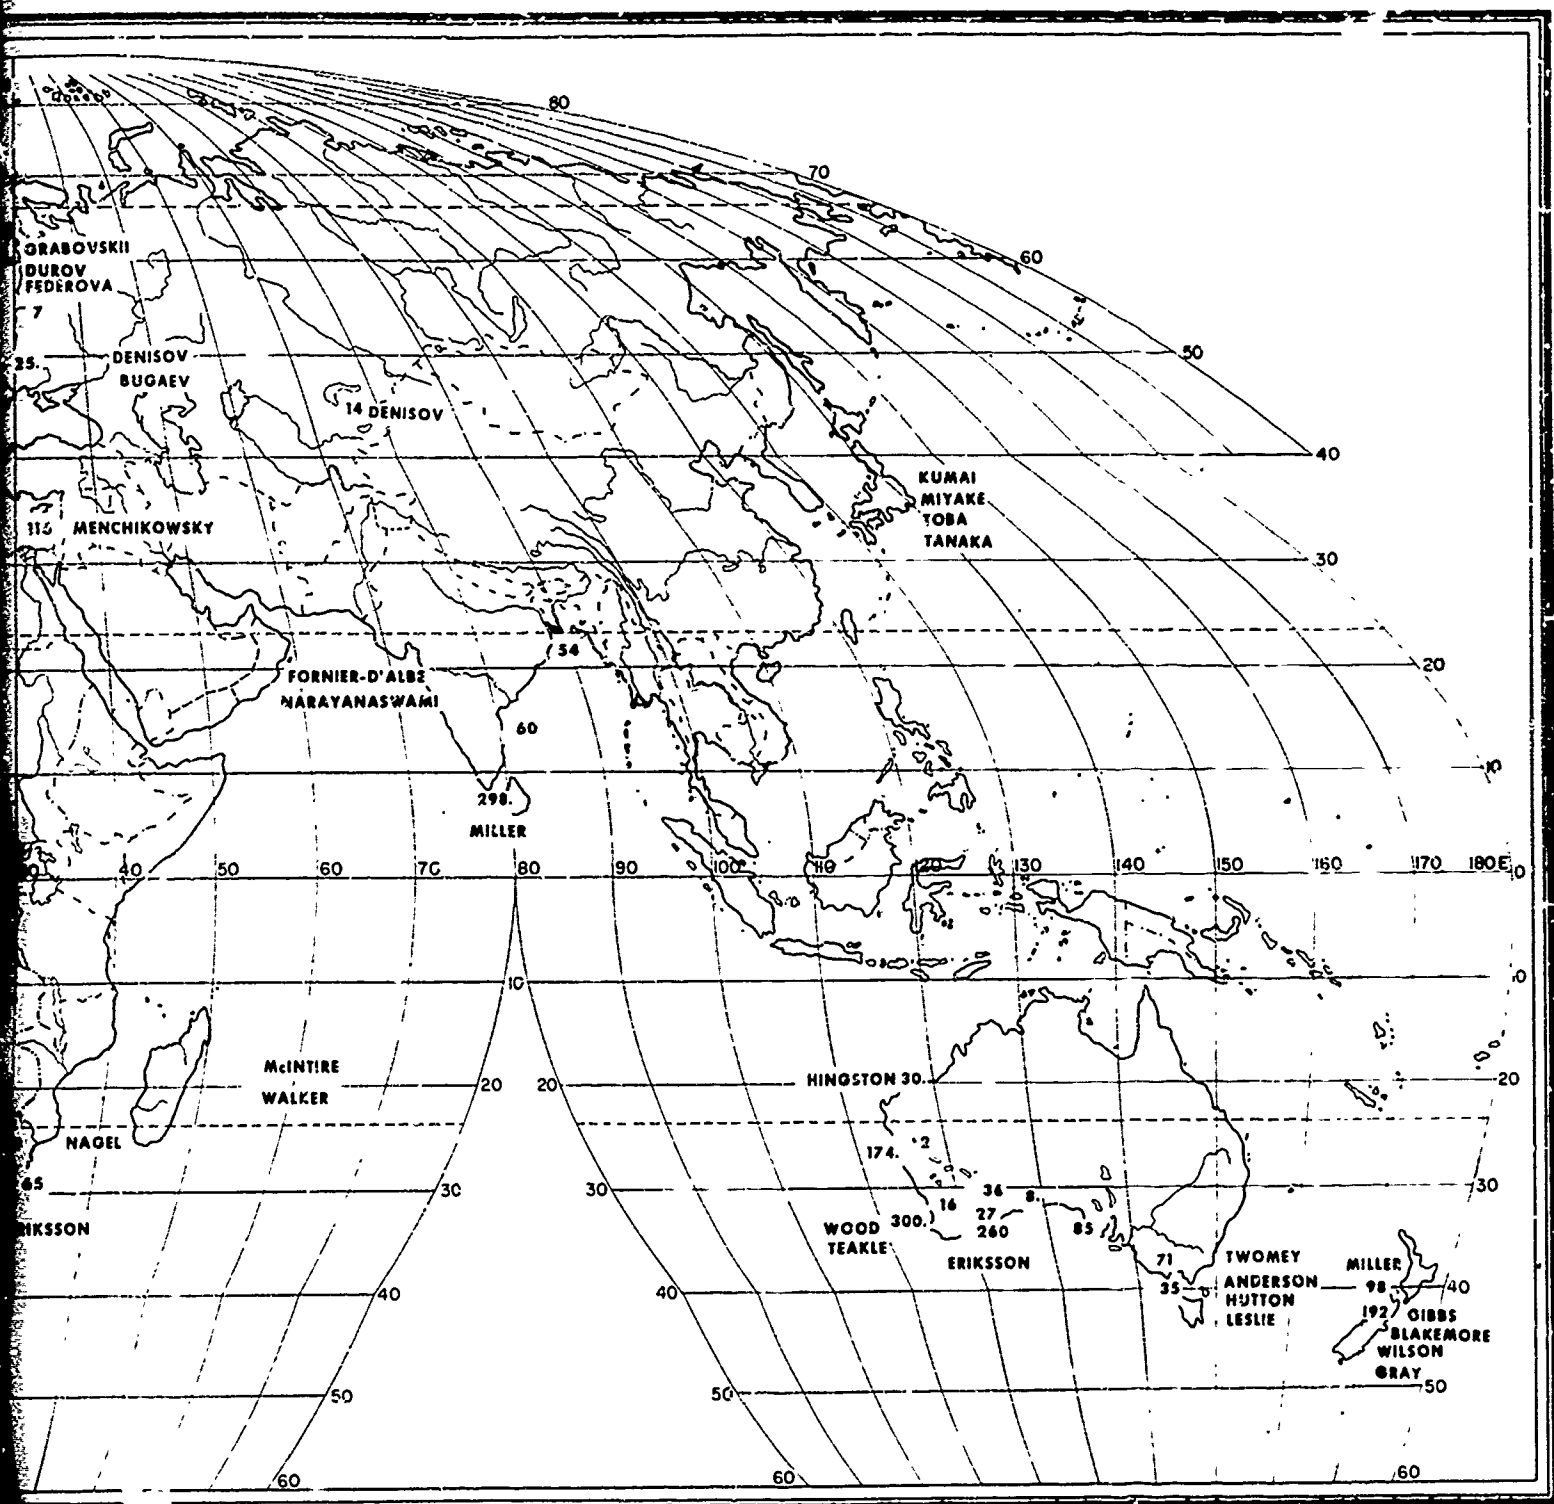 80
70
60
GRABOVSKII
DUROV
FEDEROVA
7
50
25.
DENISOV
BUGAEV
14 DENISOV
40
KUMAI
MIYAKE
TOBA
TANAKA
MENCHIKOWSKY
30
54
20
FORNIER-D'ALBE
NARAYANASWAMI
60
10
298.
MILLER
40 50 60 70 80 90 100 110 120 130 140 150 160 170 180E 0
10
McINTIRE
WALKER
20 20
HINGSTON 30.
20
NAGEL
174.
2
65
30 30
30
16
36
8.
27
260
300.
85
WOOD
TEAKLE
ERIKSSON
71
35
TWOMEY
ANDERSON
HUTTON
LESLIE
MILLER
98
40
192
GIBBS
BLAKEMORE
WILSON
GRAY
40 40
50 50
50
60 60
60